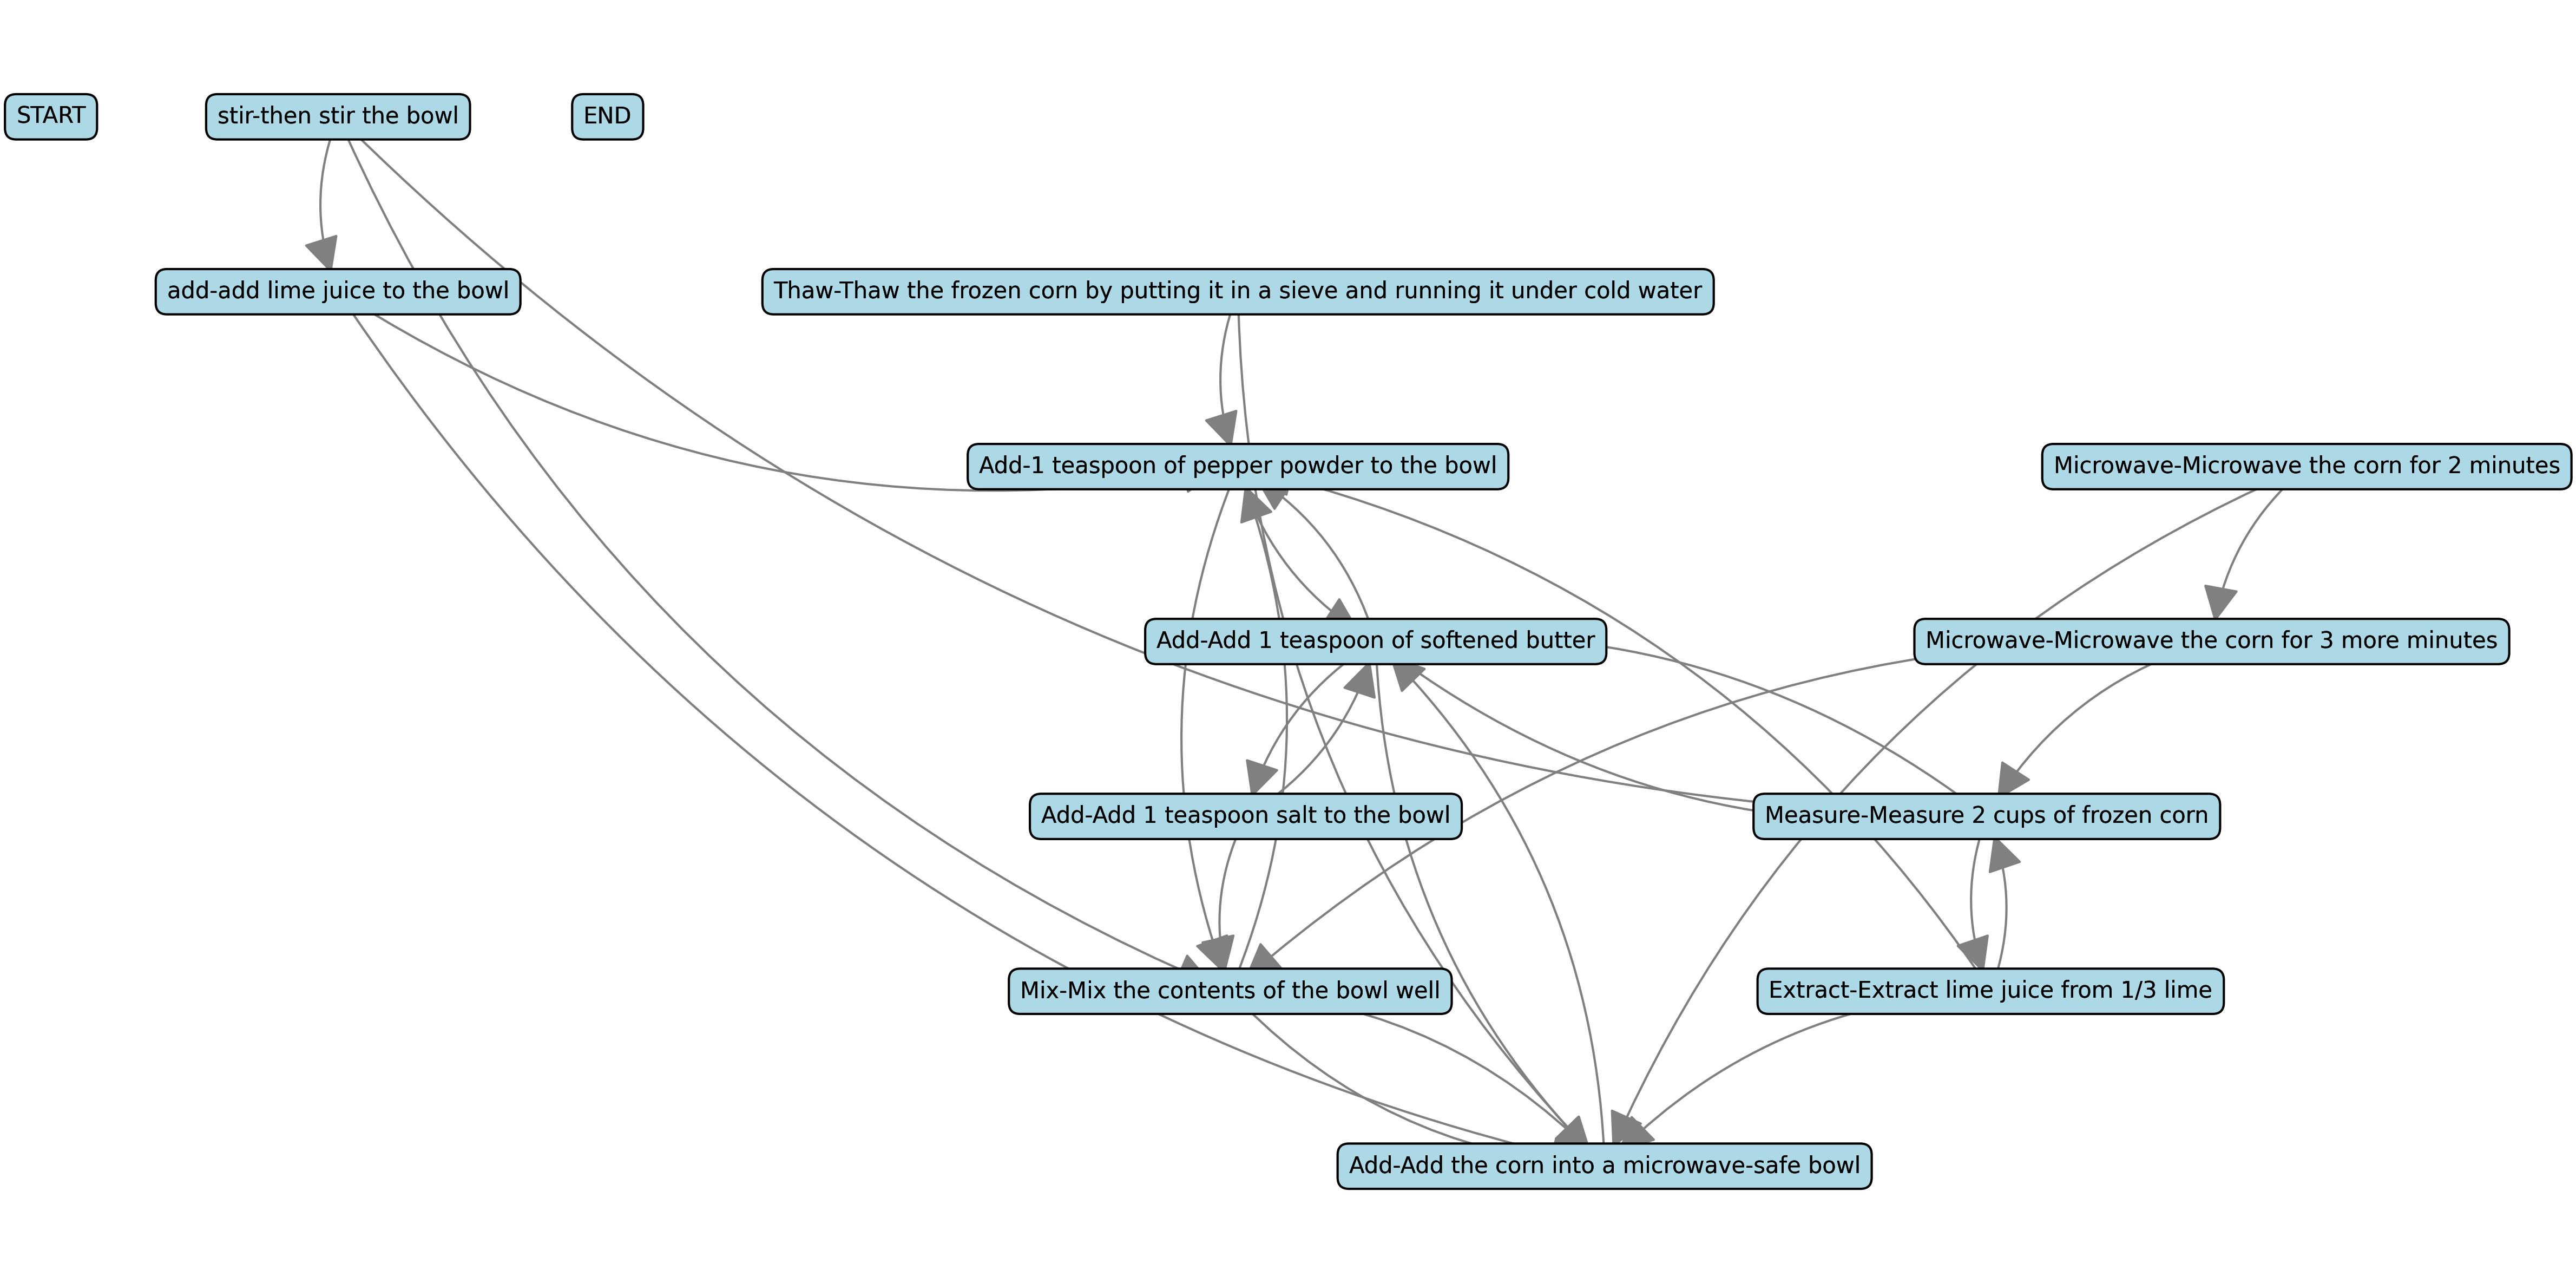 START
stir-then stir the bowl
END
add-add lime juice to the bowl
Thaw-Thaw the frozen corn by putting it in a sieve and running it under cold water
Add-1 teaspoon of pepper powder to the bowl
Microwave-Microwave the corn for 2 minutes
Add-Add 1 teaspoon of softened butter
Microwave-Microwave the corn for 3 more minutes
Add-Add 1 teaspoon salt to the bowl
Measure-Measure 2 cups of frozen corn
Mix-Mix the contents of the bowl well
Extract-Extract lime juice from 1/3 lime
Add-Add the corn into a microwave-safe bowl